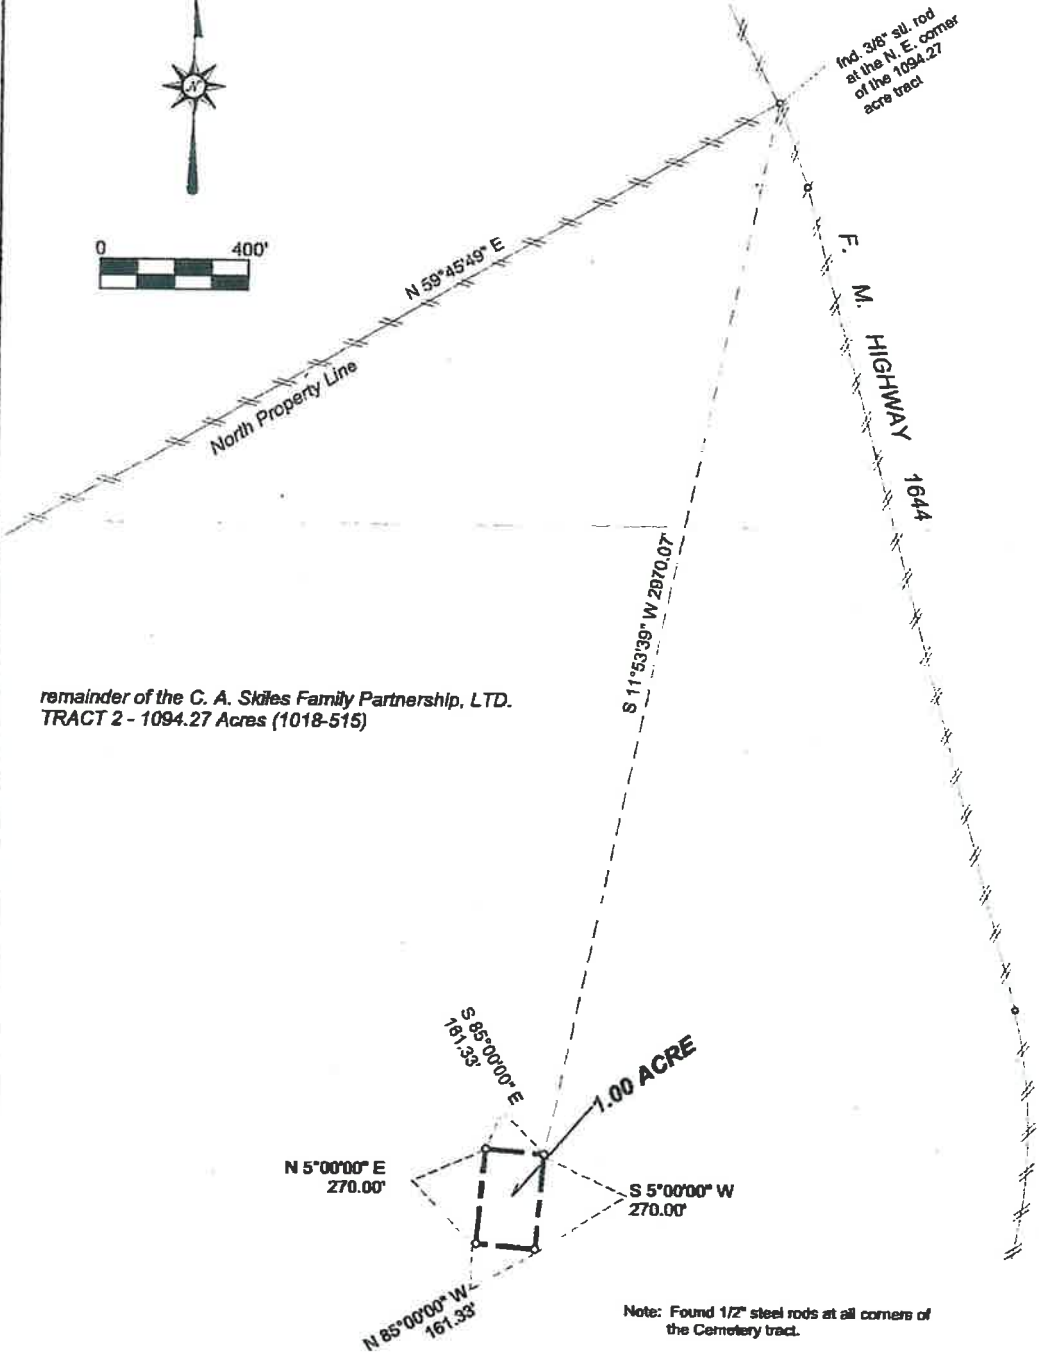 fnd. 3/8" stl. rod
at the N. E. corner
of the 1094.27
acre tract
N
0 400'
N 59°45'49" E
North Property Line
F. M. HIGHWAY 1644
S 11°53'39" W 2970.07'
remainder of the C. A. Skiles Family Partnership, LTD.
TRACT 2 - 1094.27 Acres (1018-515)
S 85°00'00" E
161.33'
1.00 ACRE
N 5°00'00" E
270.00'
S 5°00'00" W
270.00'
N 85°00'00" W
161.33'
Note: Found 1/2" steel rods at all corners of
the Cemetery tract.